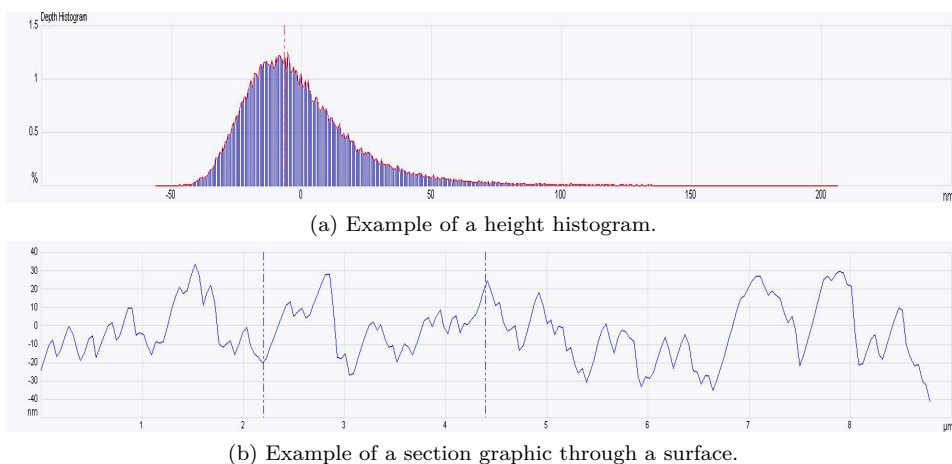 Depth Histogram
1.5
1
0.5
%
-50 0 50 100 150 200 nm
(a) Example of a height histogram.
40
30
20
10
0
-10
-20
-30
-40
nm
1 2 3 4 5 6 7 8 µm
(b) Example of a section graphic through a surface.